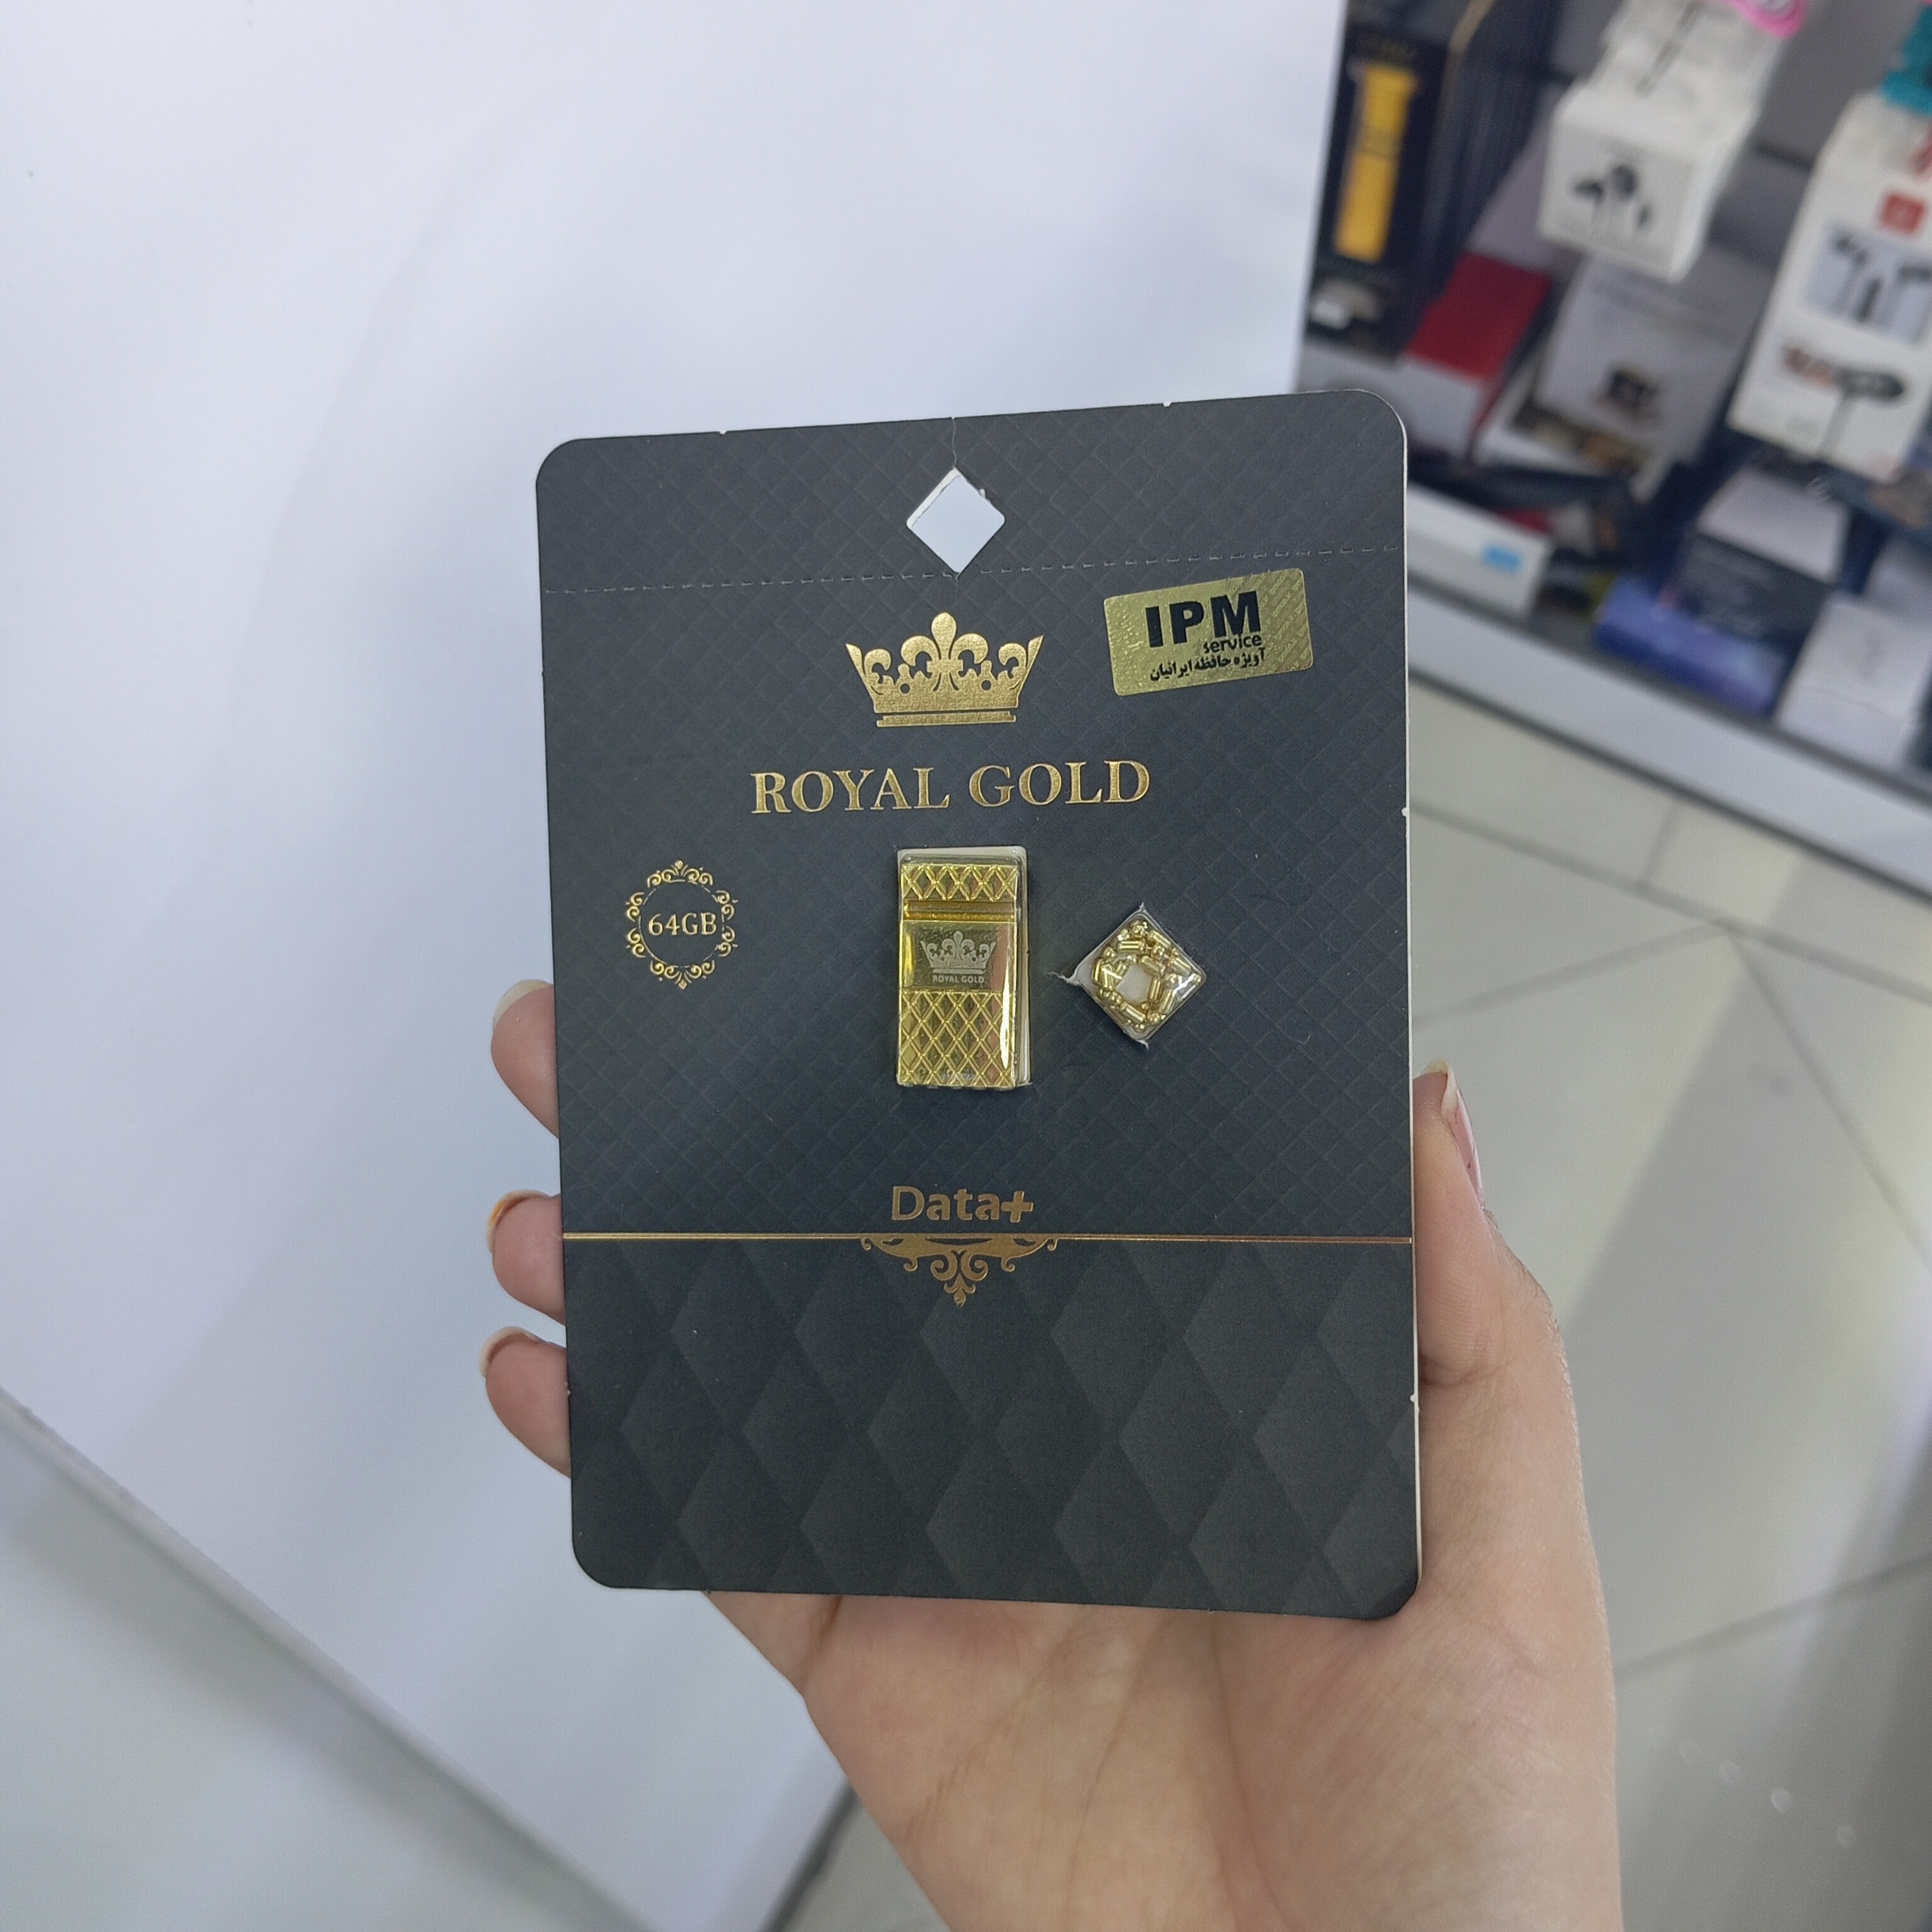 IPM
service
آویژه حافظه ایرانیان
ROYAL GOLD
64GB
ROYAL GOLD
Data+